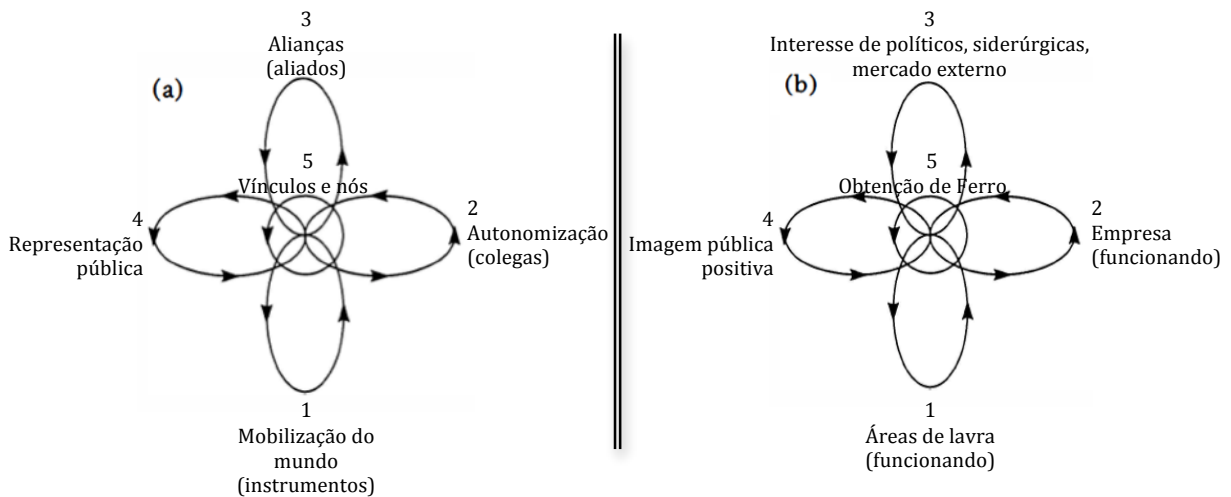 (a)
3
Alianças
(aliados)
5
Vínculos e nós
4
Representação
pública
2
Autonomização
(colegas)
1
Mobilização do
mundo
(instrumentos)
(b)
3
Interesse de políticos, siderúrgicas,
mercado externo
5
Obtenção de Ferro
4
Imagem pública
positiva
2
Empresa
(funcionando)
1
Áreas de lavra
(funcionando)